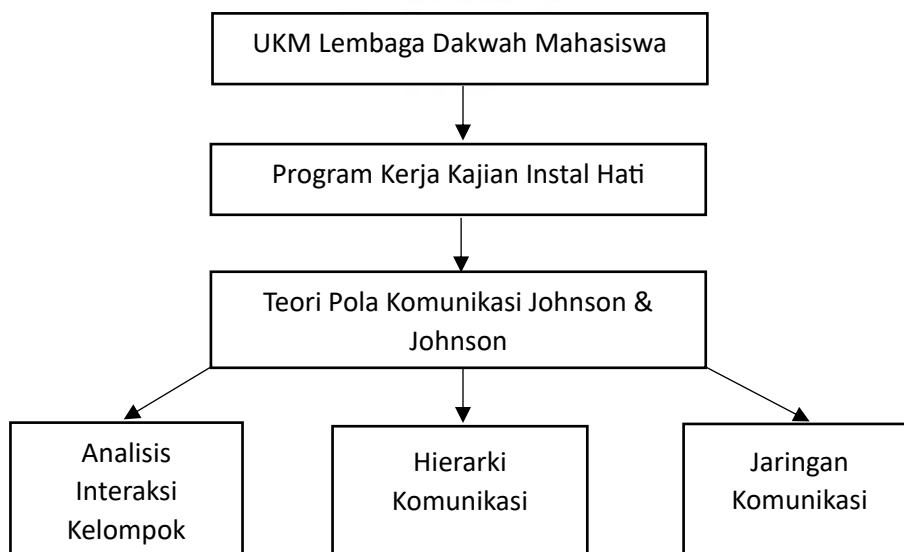 UKM Lembaga Dakwah Mahasiswa
Program Kerja Kajian Instal Hati
Teori Pola Komunikasi Johnson &
Johnson
Analisis
Interaksi
Kelompok
Hierarki
Komunikasi
Jaringan
Komunikasi